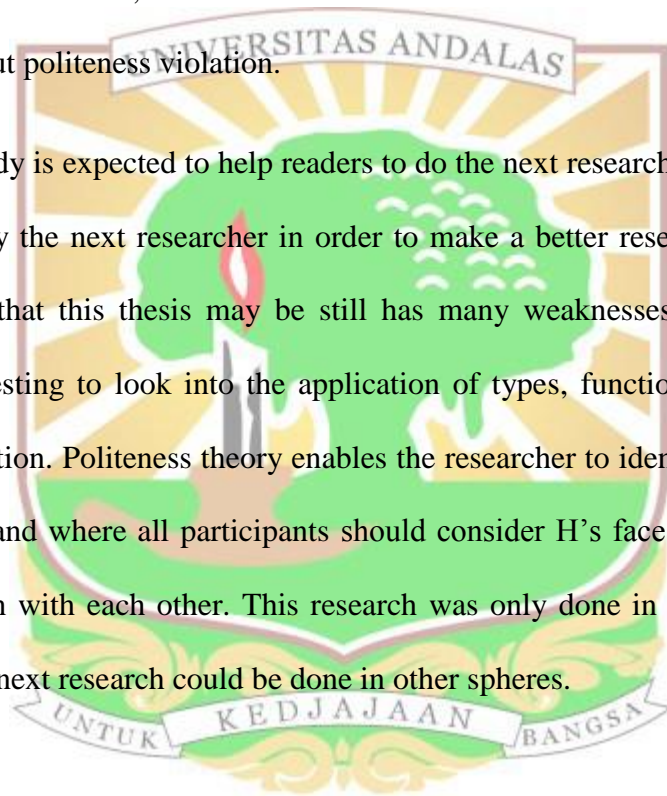 UNIVERSITAS ANDALAS
ut politeness violation.
dy is expected to help readers to do the next research
y the next researcher in order to make a better rese
that this thesis may be still has many weaknesses
esting to look into the application of types, functio
tion. Politeness theory enables the researcher to iden
and where all participants should consider H's face
n with each other. This research was only done in
next research could be done in other spheres.
UNTUK KEDJAJAAN BANGSA